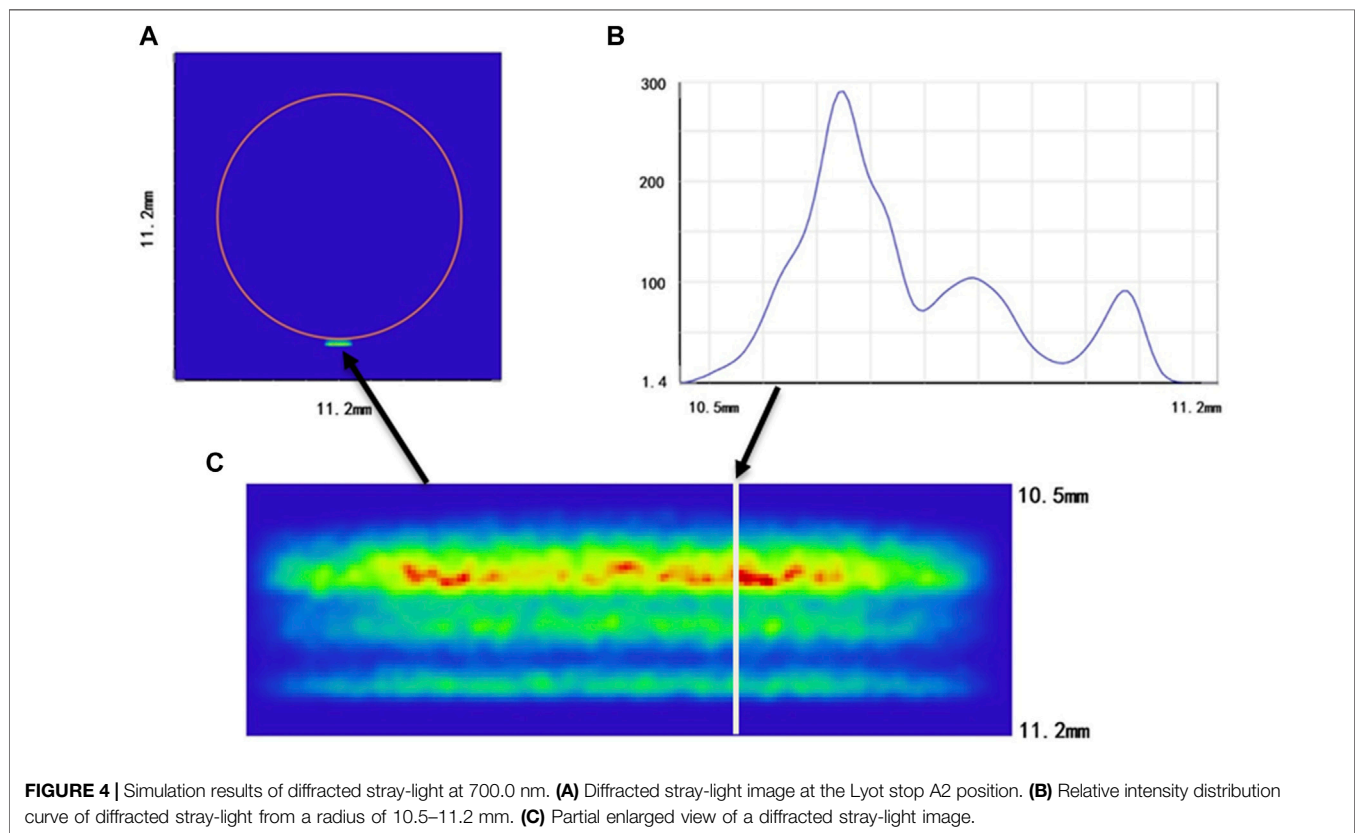 A
B
11.2mm
11.2mm
300
200
100
1.4
10.5mm
11.2mm
C
10.5mm
11.2mm
FIGURE 4 | Simulation results of diffracted stray-light at 700.0 nm. (A) Diffracted stray-light image at the Lyot stop A2 position. (B) Relative intensity distribution
curve of diffracted stray-light from a radius of 10.5–11.2 mm. (C) Partial enlarged view of a diffracted stray-light image.